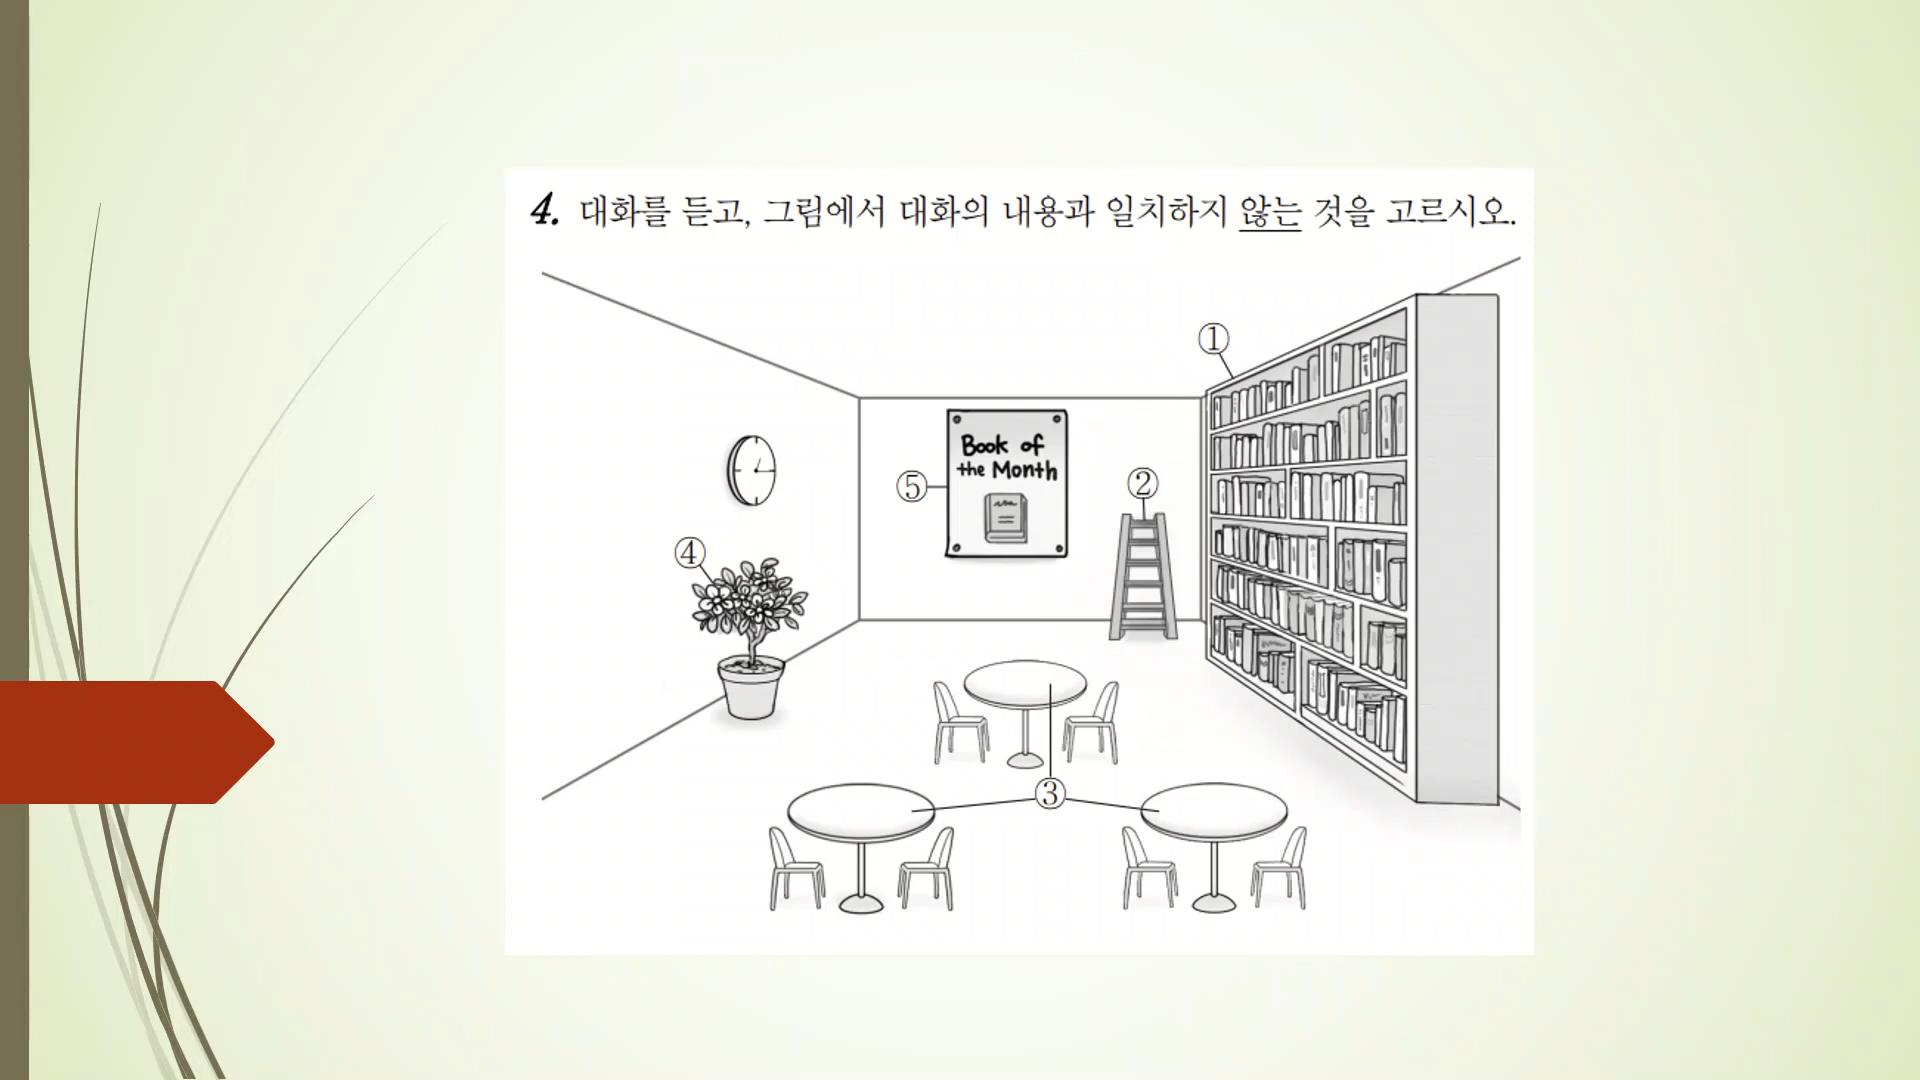 4. 대화를 듣고, 그림에서 대화의 내용과 일치하지 않는 것을 고르시오.
①
②
Book of
the Month
⑤
④
③